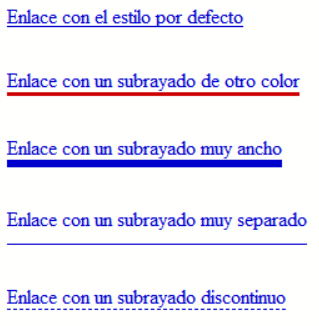 Enlace con el estilo por defecto
Enlace con un subrayado de otro color
Enlace con un subrayado muy ancho
Enlace con un subrayado muy separado
Enlace con un subrayado discontinuo